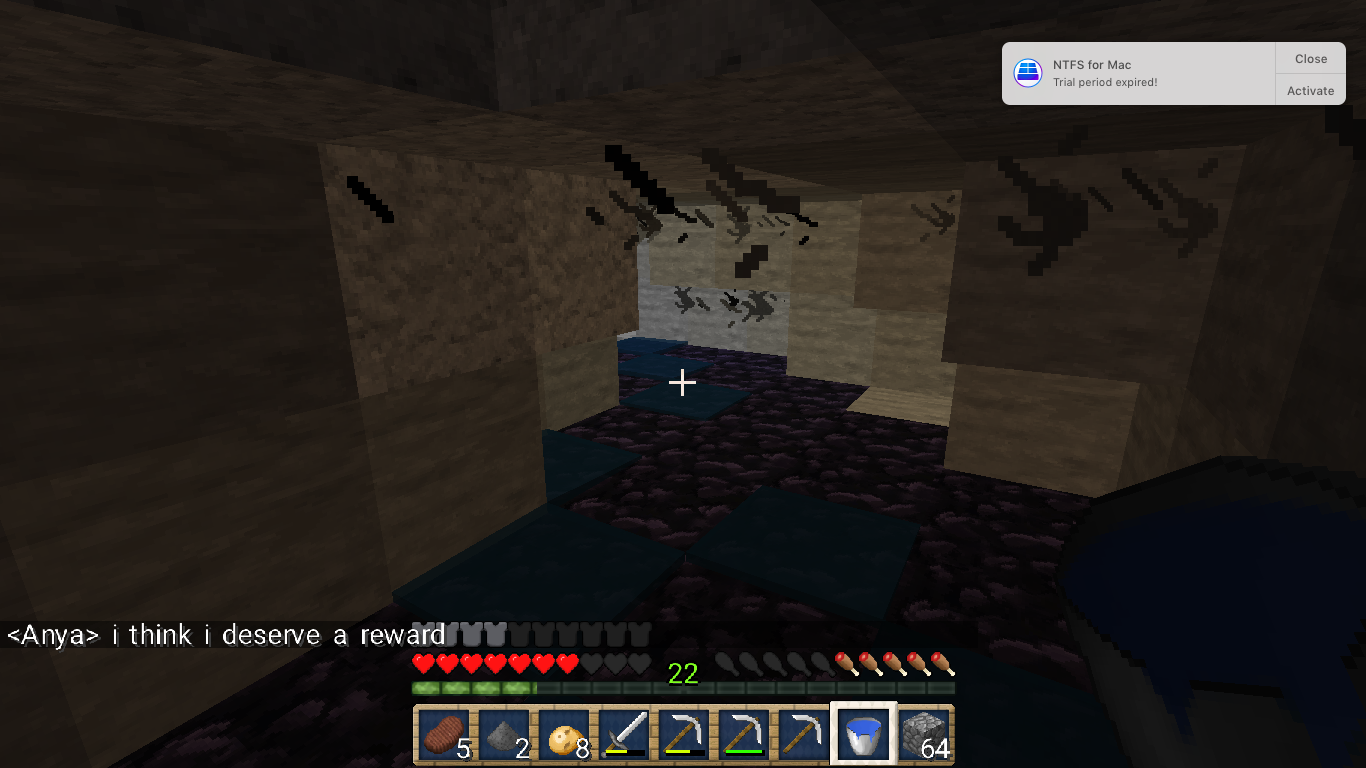 NTFS for Mac
Trial period expired!
Close
Activate
<Anya> i think i deserve a reward
22
5
2
8
64